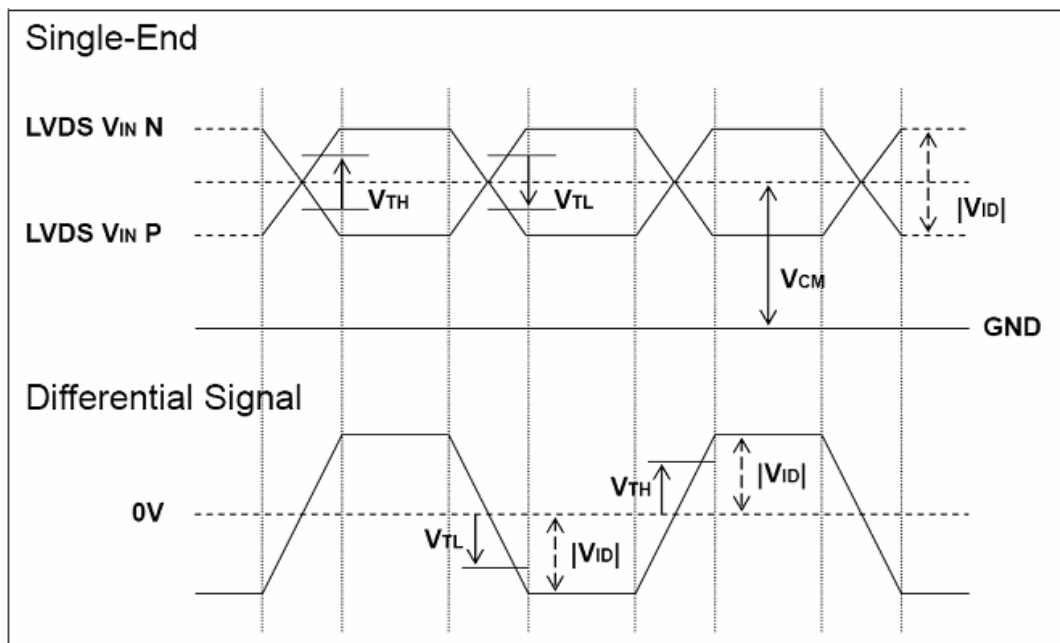 Single-End
LVDS VIN N
VTH
VTL
|VID|
LVDS VIN P
VCM
GND
Differential Signal
VTH
|VID|
0V
VTL
|VID|